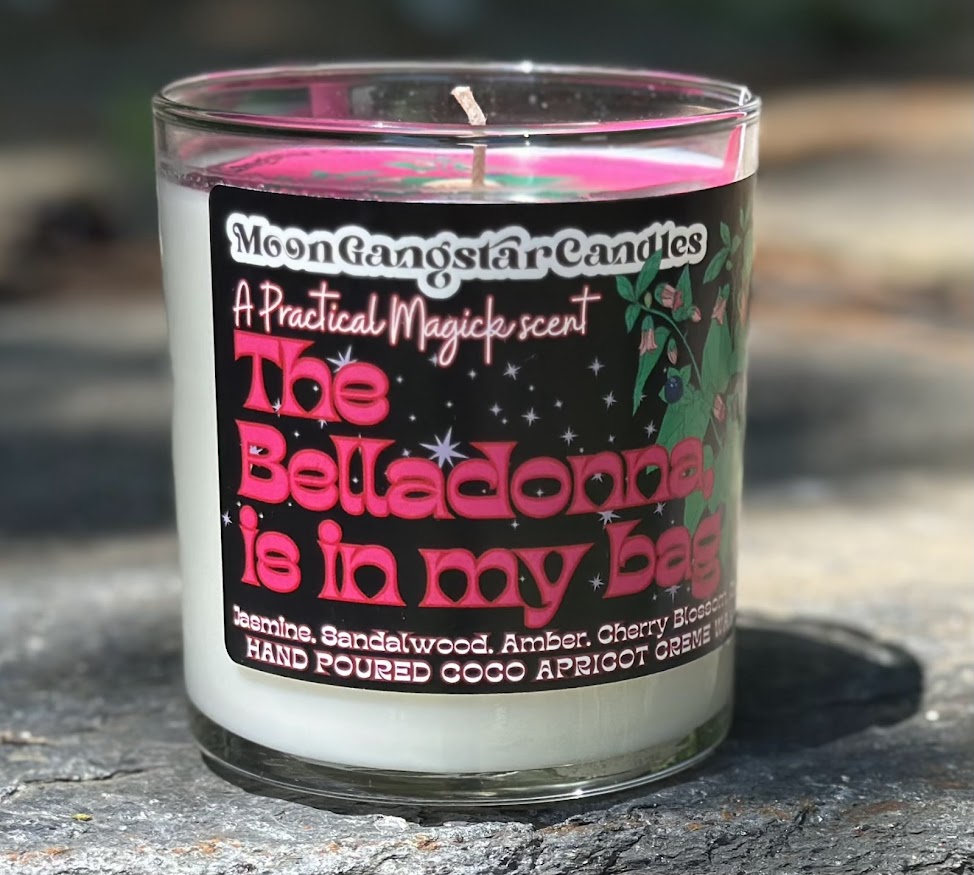 MoonGangstarCandles
A Practical Magick scent
The
Belladonna,
is in my bag
Jasmine. Sandalwood. Amber. Cherry Blossom.
HAND POURED COCO APRICOT CREME